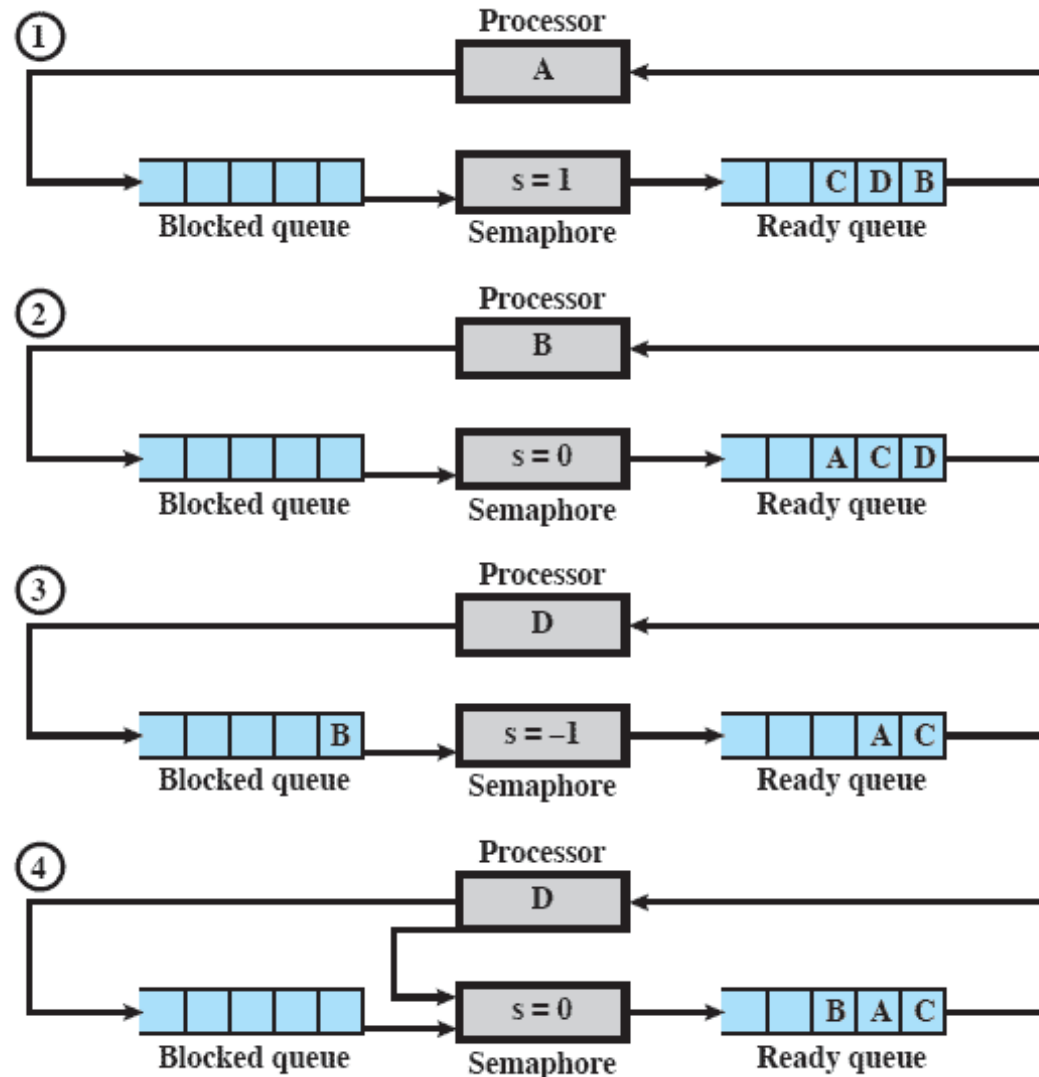 1
Processor
A
s = 1
C D B
Blocked queue
Semaphore
Ready queue
2
Processor
B
s = 0
A C D
Blocked queue
Semaphore
Ready queue
3
Processor
D
B
s = –1
A C
Blocked queue
Semaphore
Ready queue
4
Processor
D
s = 0
B A C
Blocked queue
Semaphore
Ready queue